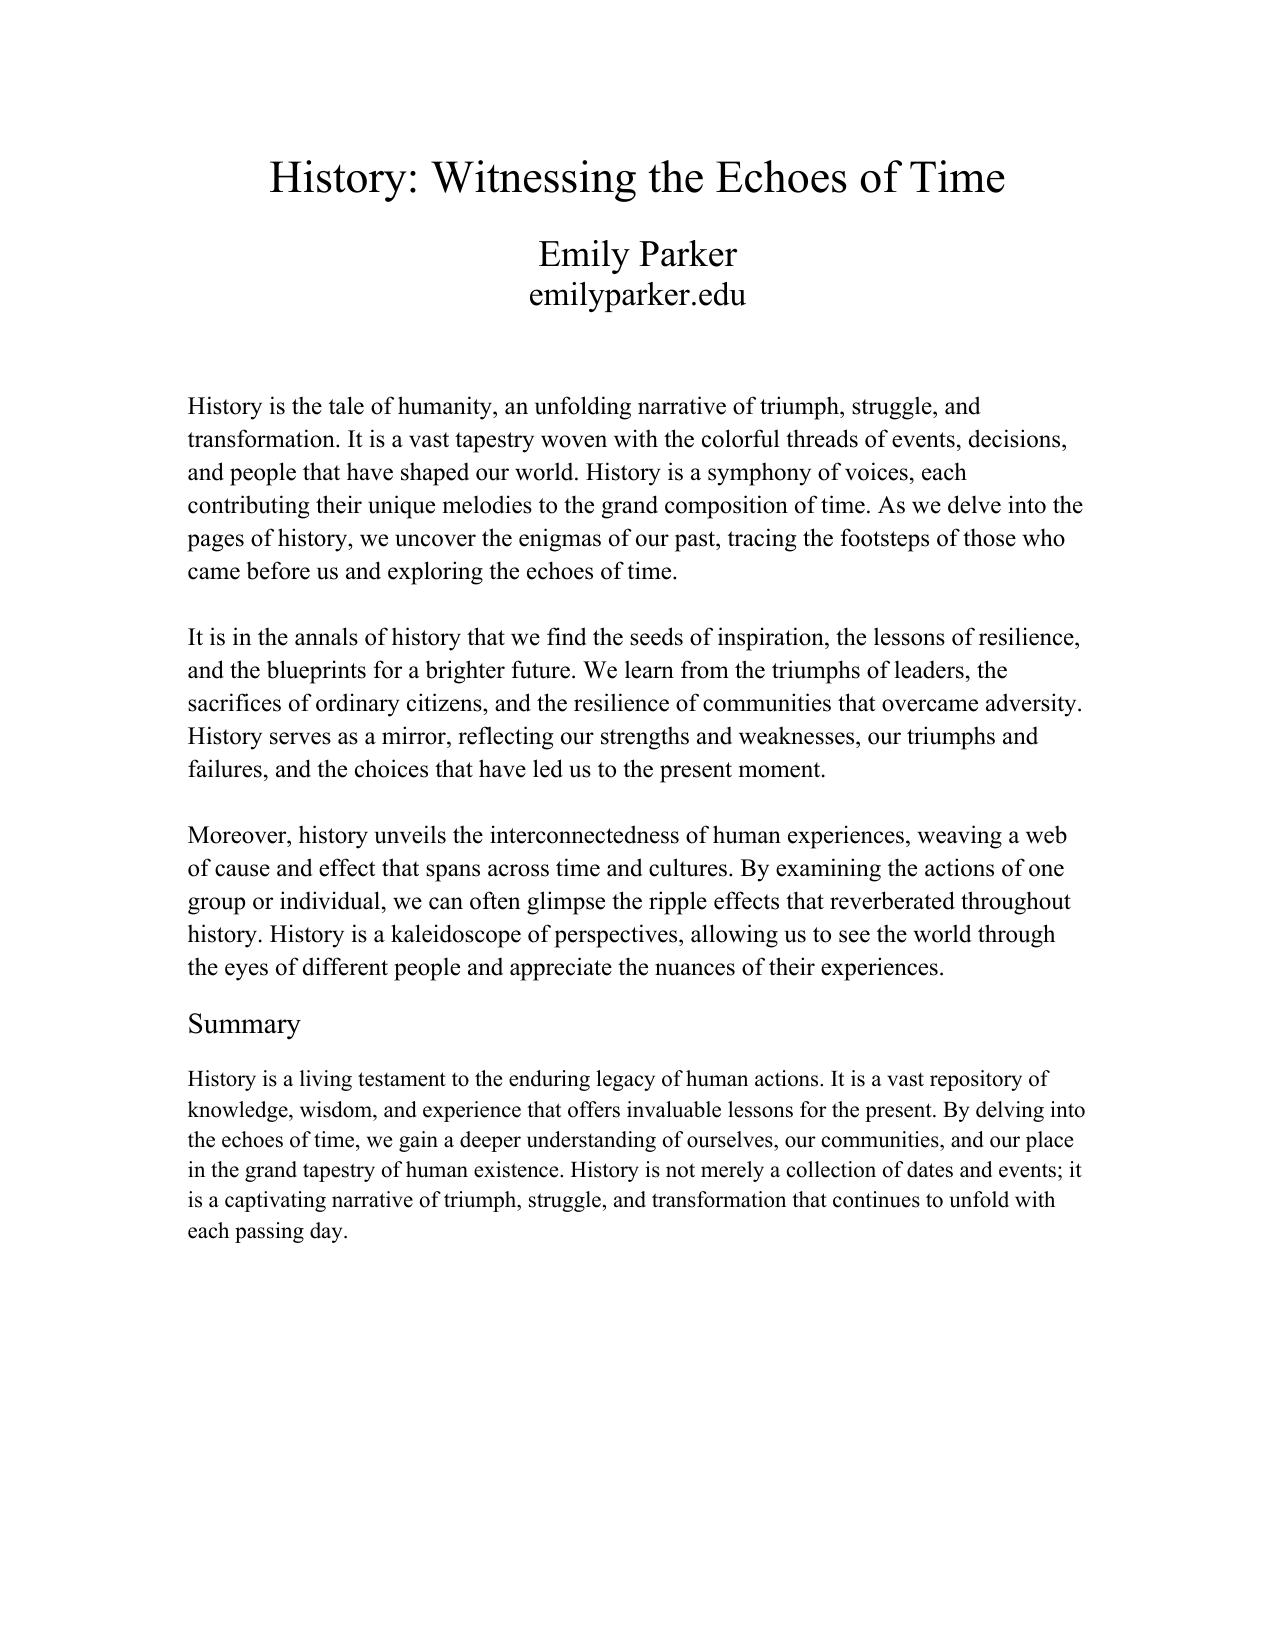 History: Witnessing the Echoes of Time
Emily Parker
emilyparker.edu
History is the tale of humanity, an unfolding narrative of triumph, struggle, and
transformation. It is a vast tapestry woven with the colorful threads of events, decisions,
and people that have shaped our world. History is a symphony of voices, each
contributing their unique melodies to the grand composition of time. As we delve into the
pages of history, we uncover the enigmas of our past, tracing the footsteps of those who
came before us and exploring the echoes of time.
It is in the annals of history that we find the seeds of inspiration, the lessons of resilience,
and the blueprints for a brighter future. We learn from the triumphs of leaders, the
sacrifices of ordinary citizens, and the resilience of communities that overcame adversity.
History serves as a mirror, reflecting our strengths and weaknesses, our triumphs and
failures, and the choices that have led us to the present moment.
Moreover, history unveils the interconnectedness of human experiences, weaving a web
of cause and effect that spans across time and cultures. By examining the actions of one
group or individual, we can often glimpse the ripple effects that reverberated throughout
history. History is a kaleidoscope of perspectives, allowing us to see the world through
the eyes of different people and appreciate the nuances of their experiences.
Summary
History is a living testament to the enduring legacy of human actions. It is a vast repository of
knowledge, wisdom, and experience that offers invaluable lessons for the present. By delving into
the echoes of time, we gain a deeper understanding of ourselves, our communities, and our place
in the grand tapestry of human existence. History is not merely a collection of dates and events; it
is a captivating narrative of triumph, struggle, and transformation that continues to unfold with
each passing day.